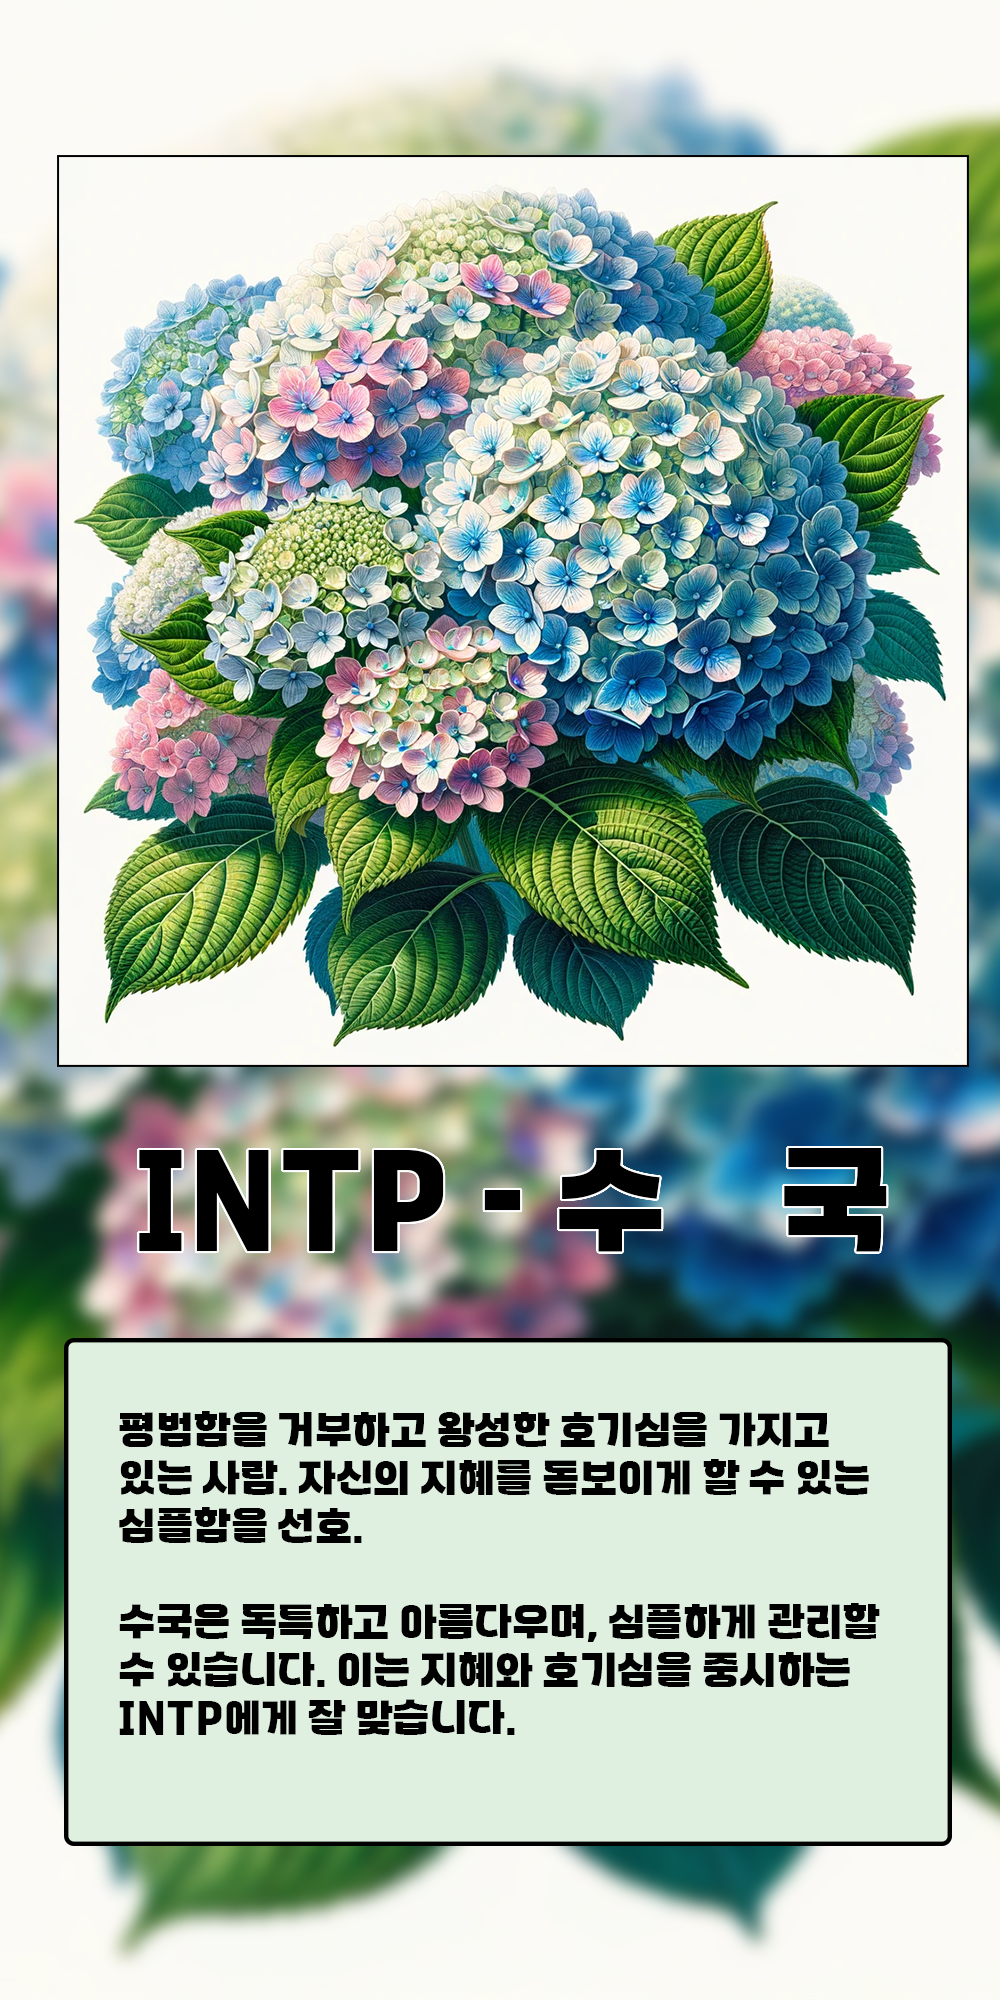 INTP - 수 국
평범함을 거부하고 왕성한 호기심을 가지고
있는 사람. 자신의 지혜를 돋보이게 할 수 있는
심플함을 선호.
수국은 독특하고 아름다우며, 심플하게 관리할
수 있습니다. 이는 지혜와 호기심을 중시하는
INTP에게 잘 맞습니다.